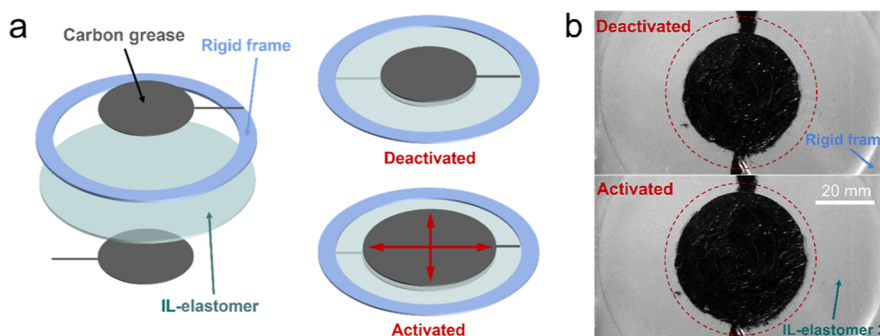 a
Carbon grease
Rigid frame
IL-elastomer
Deactivated
Activated
b
Deactivated
Rigid fram
Activated
20 mm
IL-elastomer